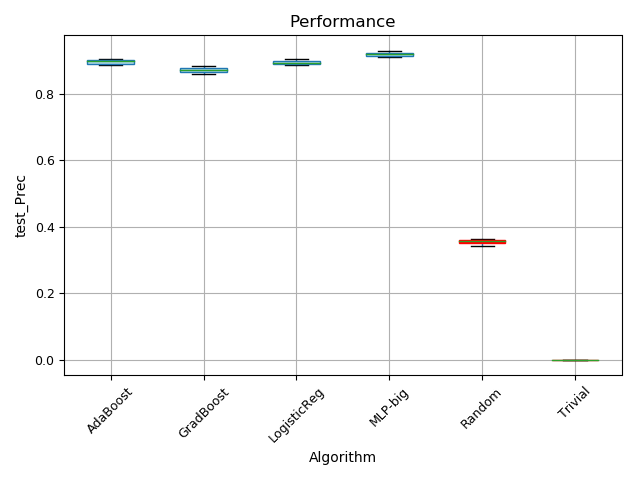 Performance
test_Prec
0.8
0.6
0.4
0.2
0.0
AdaBoost
GradBoost
LogisticReg
MLP-big
Random
Trivial
Algorithm